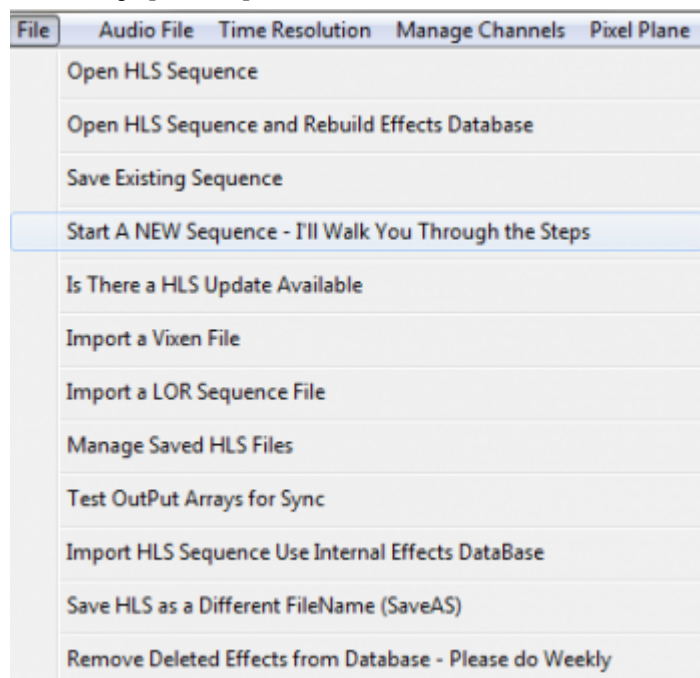 File Audio File Time Resolution Manage Channels Pixel Plane
Open HLS Sequence
Open HLS Sequence and Rebuild Effects Database
Save Existing Sequence
Start A NEW Sequence - I'll Walk You Through the Steps
Is There a HLS Update Available
Import a Vixen File
Import a LOR Sequence File
Manage Saved HLS Files
Test OutPut Arrays for Sync
Import HLS Sequence Use Internal Effects DataBase
Save HLS as a Different FileName (SaveAS)
Remove Deleted Effects from Database - Please do Weekly